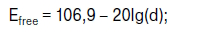 Efree = 106,9 – 20lg(d);